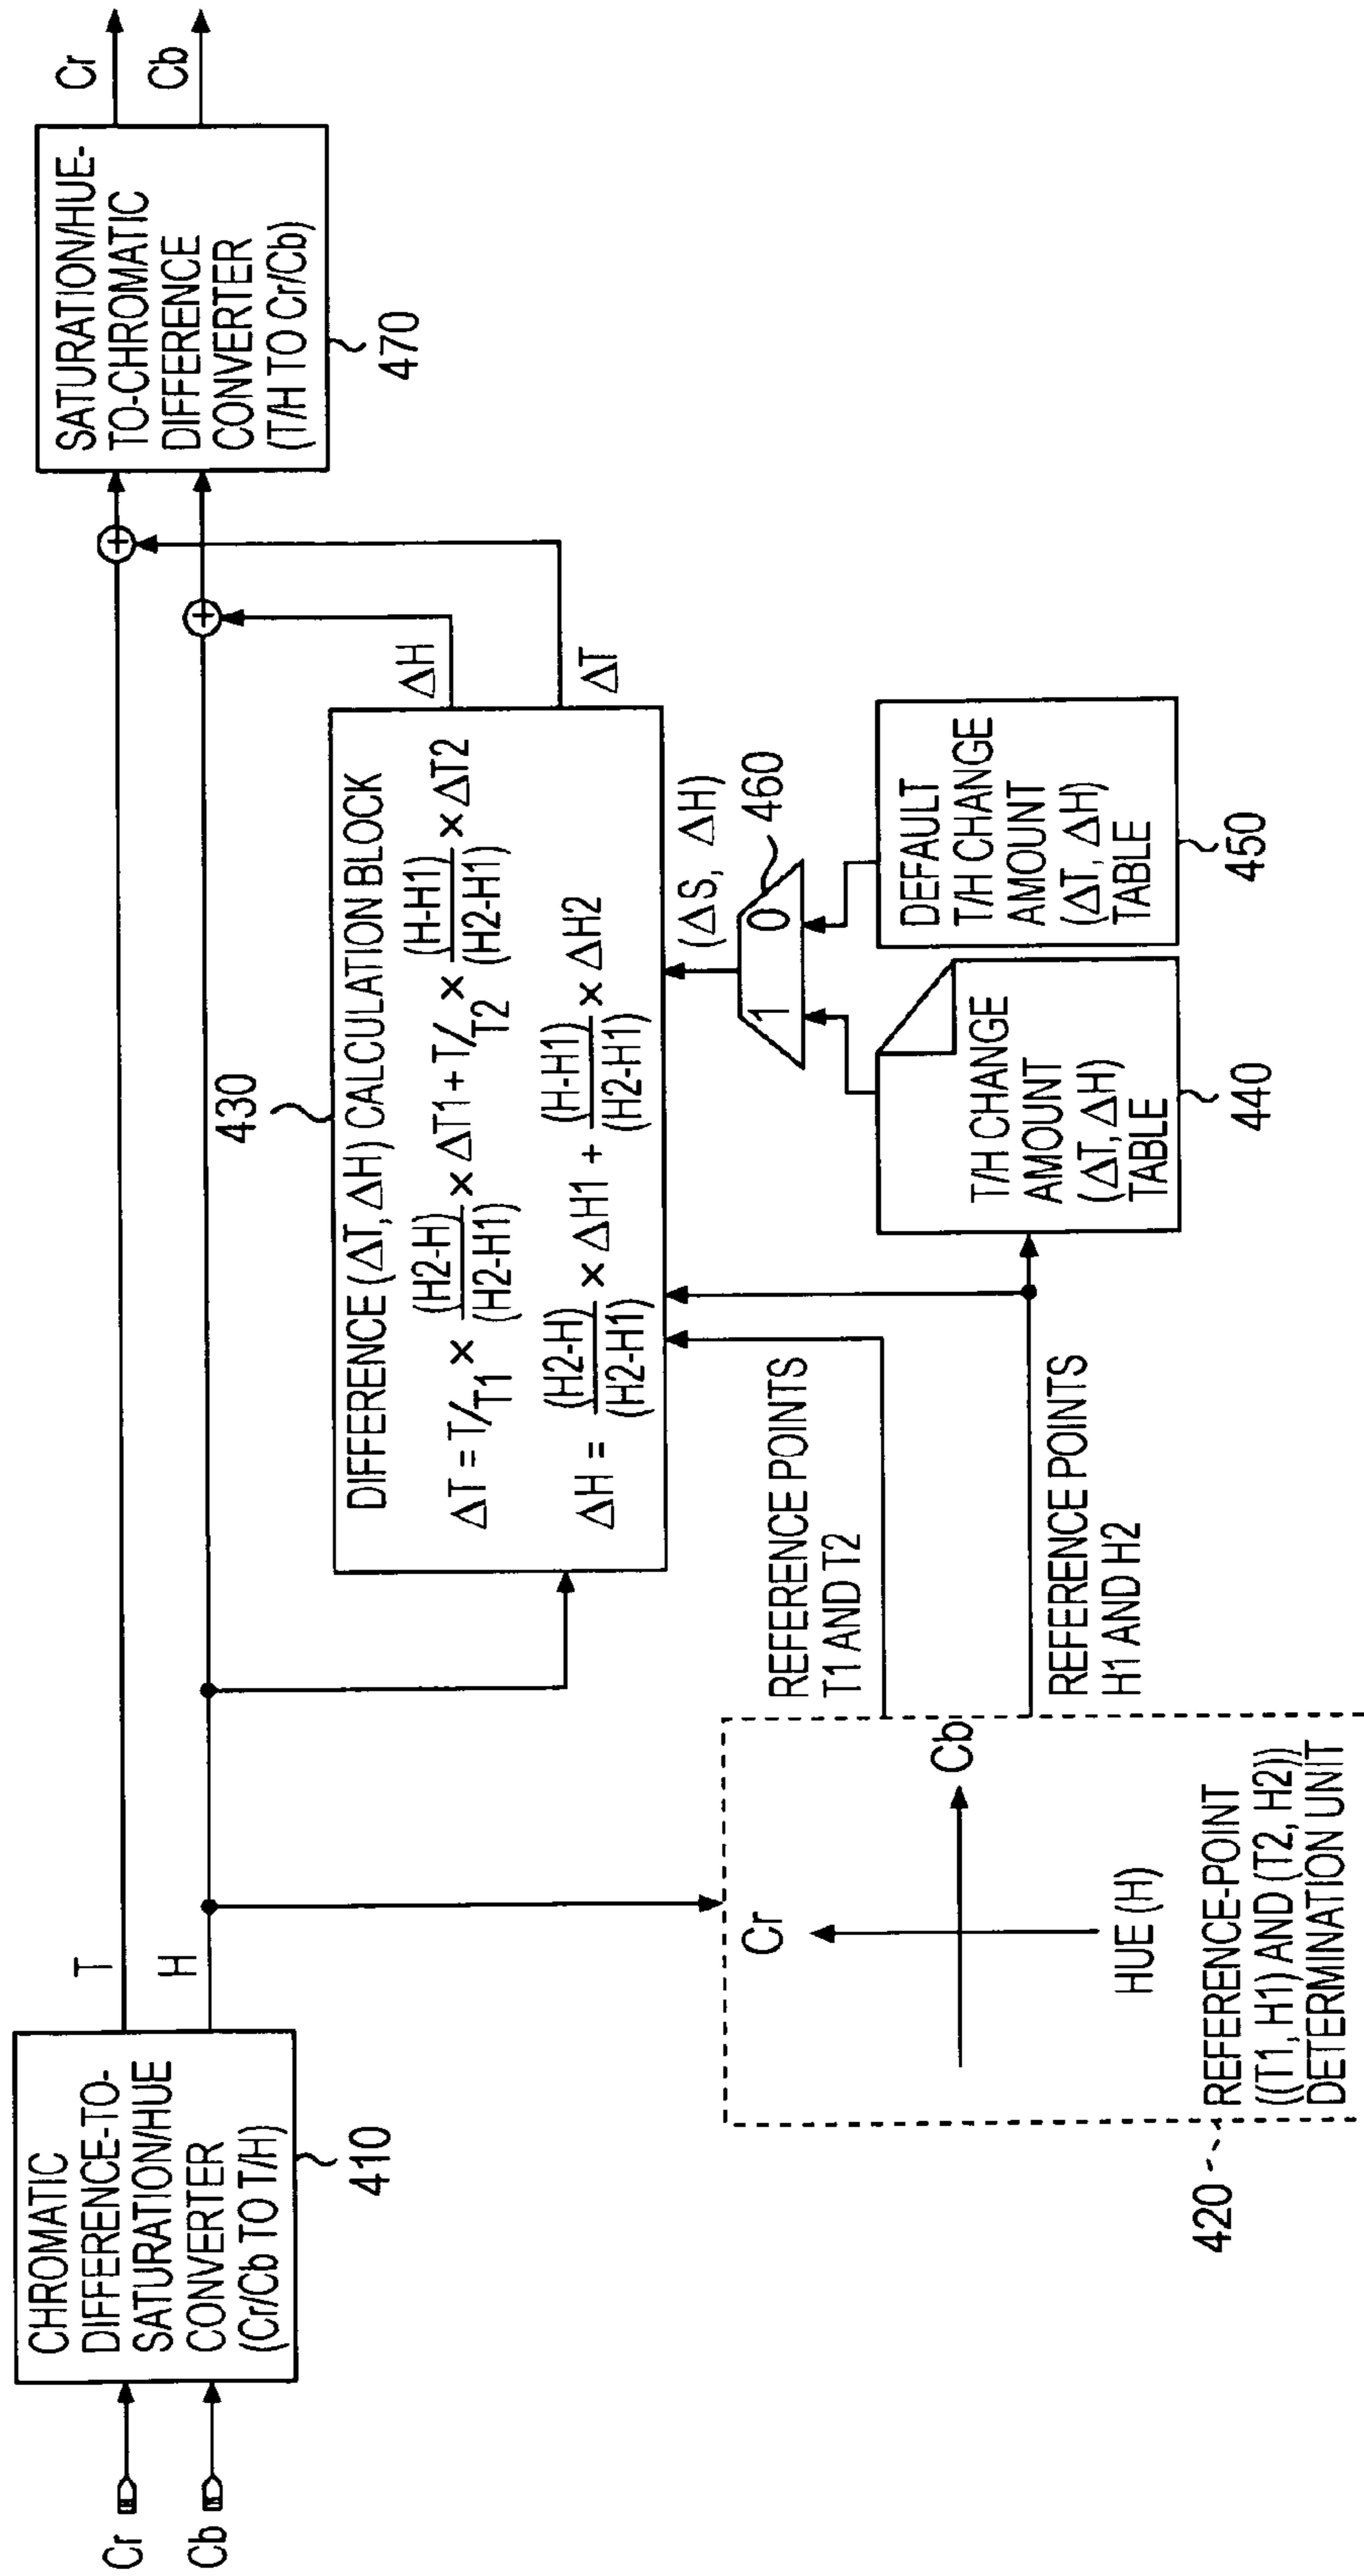 Cr
Cb
CHROMATIC
DIFFERENCE-TO-
SATURATION/HUE
CONVERTER
(Cr/Cb TO T/H)
410
T
H
Cr
Cb
HUE (H)
REFERENCE-POINT
((T1, H1) AND (T2, H2))
DETERMINATION UNIT
420
REFERENCE POINTS
T1 AND T2
REFERENCE POINTS
H1 AND H2
430
DIFFERENCE (ΔT, ΔH) CALCULATION BLOCK
ΔT = T/T1 × (H2-H)/(H2-H1) × ΔT1 + T/T2 × (H-H1)/(H2-H1) × ΔT2
ΔH = (H2-H)/(H2-H1) × ΔH1 + (H-H1)/(H2-H1) × ΔH2
ΔH
ΔT
(ΔS, ΔH)
460
1 0
T/H CHANGE
AMOUNT
(ΔT, ΔH)
TABLE
440
DEFAULT
T/H CHANGE
AMOUNT
(ΔT, ΔH)
TABLE
450
+
+
SATURATION/HUE-
TO-CHROMATIC
DIFFERENCE
CONVERTER
(T/H TO Cr/Cb)
470
Cr
Cb